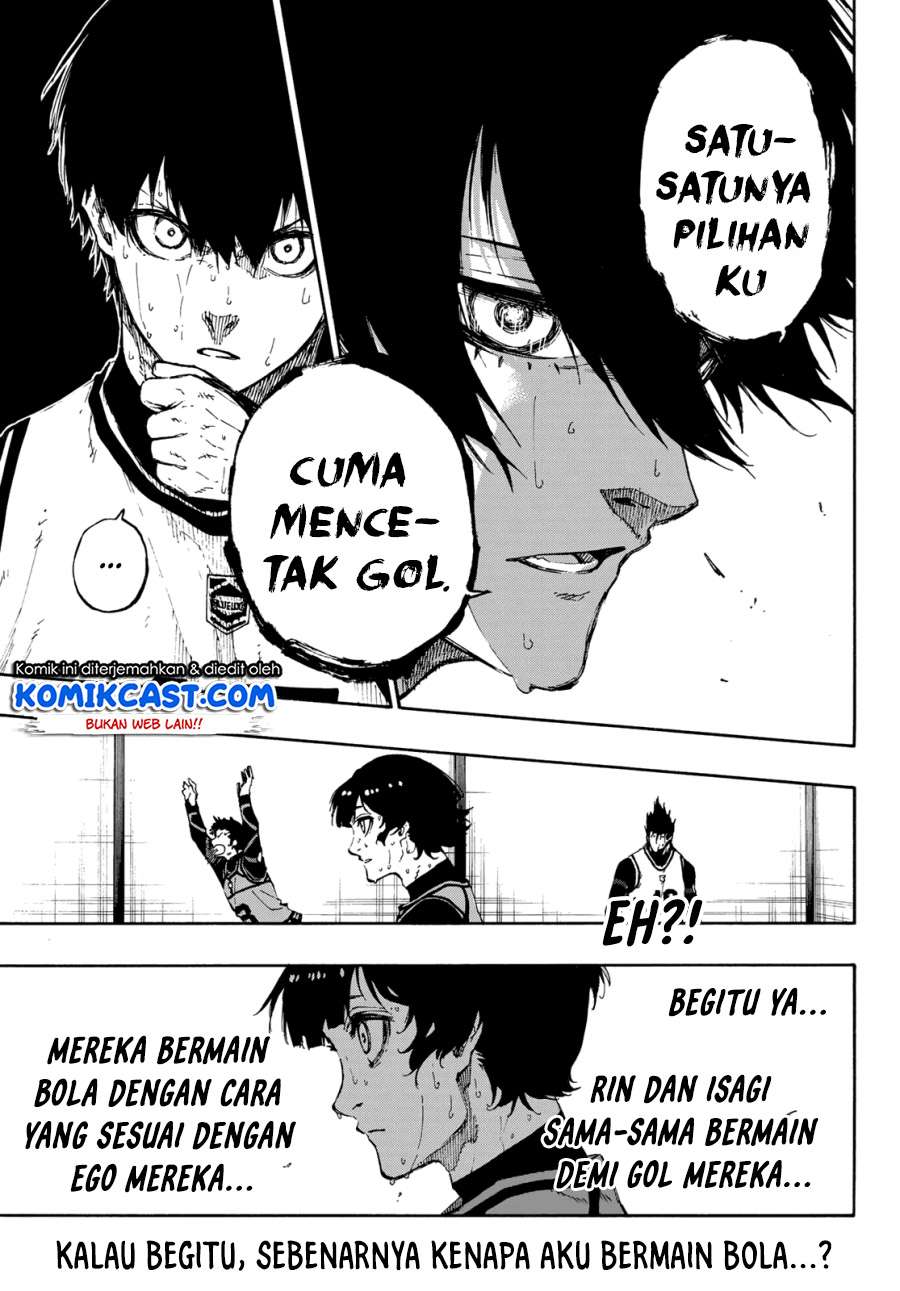 SATU-
SATUNYA
PILIHAN
KU
CUMA
MENCE-
TAK GOL.
...
Komik ini diterjemahkan & diedit oleh
KOMIKCAST.COM
BUKAN WEB LAIN!!
EH?!
BEGITU YA...
RIN DAN ISAGI
SAMA-SAMA BERMAIN
DEMI GOL MEREKA...
MEREKA BERMAIN
BOLA DENGAN CARA
YANG SESUAI DENGAN
EGO MEREKA...
KALAU BEGITU, SEBENARNYA KENAPA AKU BERMAIN BOLA...?